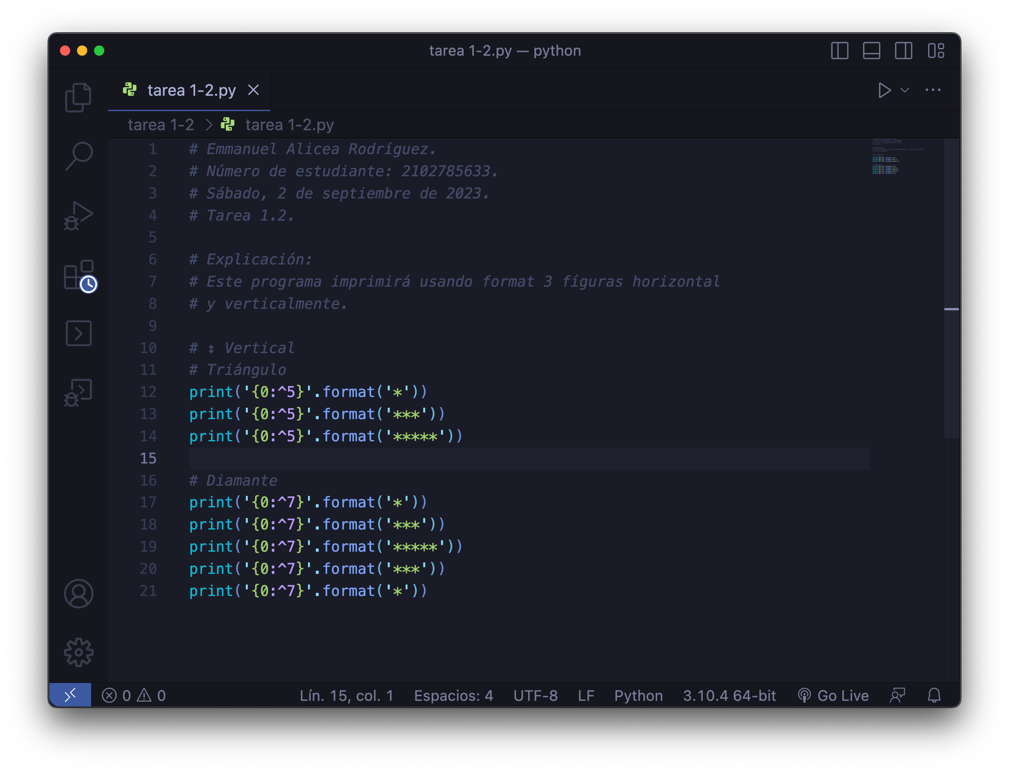 tarea 1-2.py — python
tarea 1-2.py
tarea 1-2 > tarea 1-2.py
1 # Emmanuel Alicea Rodríguez.
2 # Número de estudiante: 2102785633.
3 # Sábado, 2 de septiembre de 2023.
4 # Tarea 1.2.
5
6 # Explicación:
7 # Este programa imprimirá usando format 3 fíguras horizontal
8 # y verticalmente.
9
10 # ↕ Vertical
11 # Triángulo
12 print('{0:^5}'.format('*'))
13 print('{0:^5}'.format('***'))
14 print('{0:^5}'.format('*****'))
15
16 # Diamante
17 print('{0:^7}'.format('*'))
18 print('{0:^7}'.format('***'))
19 print('{0:^7}'.format('*****'))
20 print('{0:^7}'.format('***'))
21 print('{0:^7}'.format('*'))
0 0 Lín. 15, col. 1 Espacios: 4 UTF-8 LF Python 3.10.4 64-bit Go Live